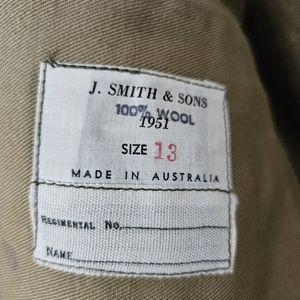 J. SMITH & SONS
100% WOOL
1951
SIZE 13
MADE IN AUSTRALIA
REGIMENTAL No.
NAME